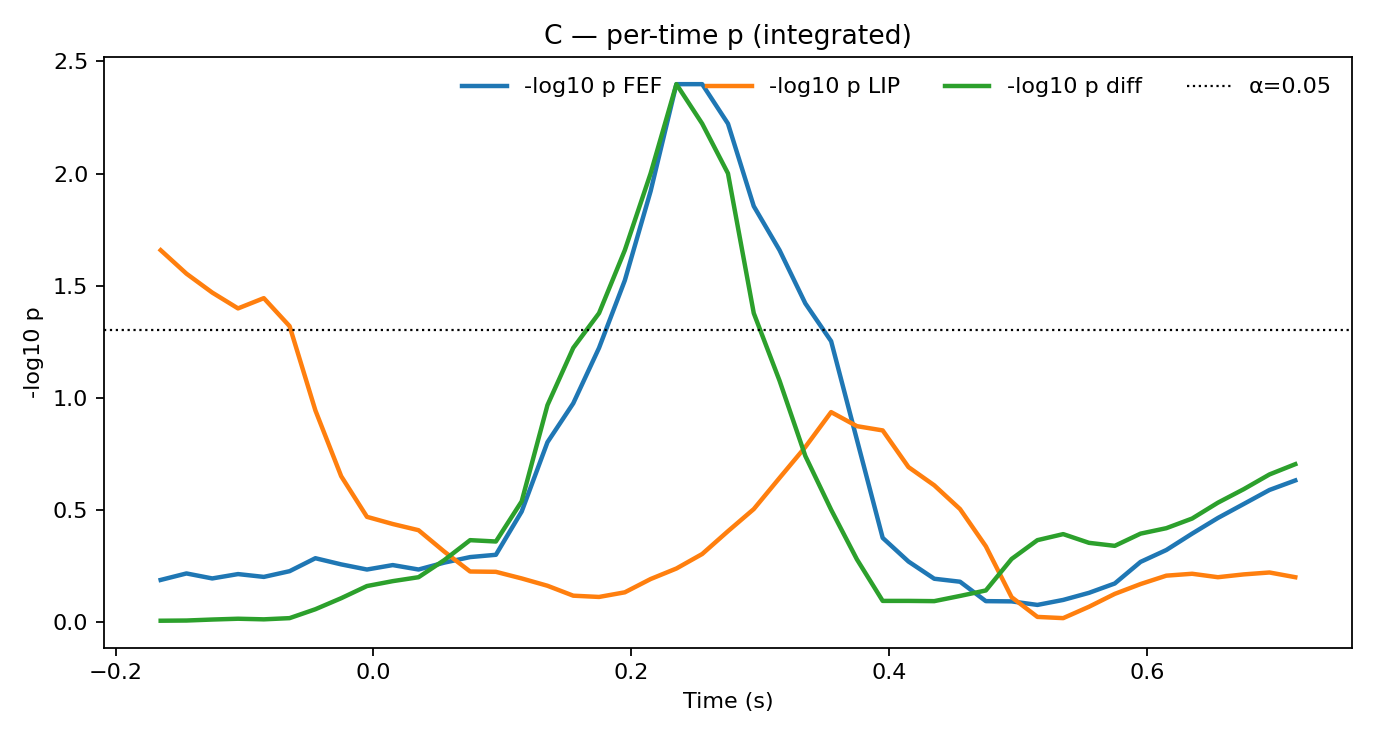 C — per-time p (integrated)
-log10 p FEF -log10 p LIP -log10 p diff α=0.05
2.5
2.0
1.5
1.0
0.5
0.0
-log10 p
−0.2 0.0 0.2 0.4 0.6
Time (s)